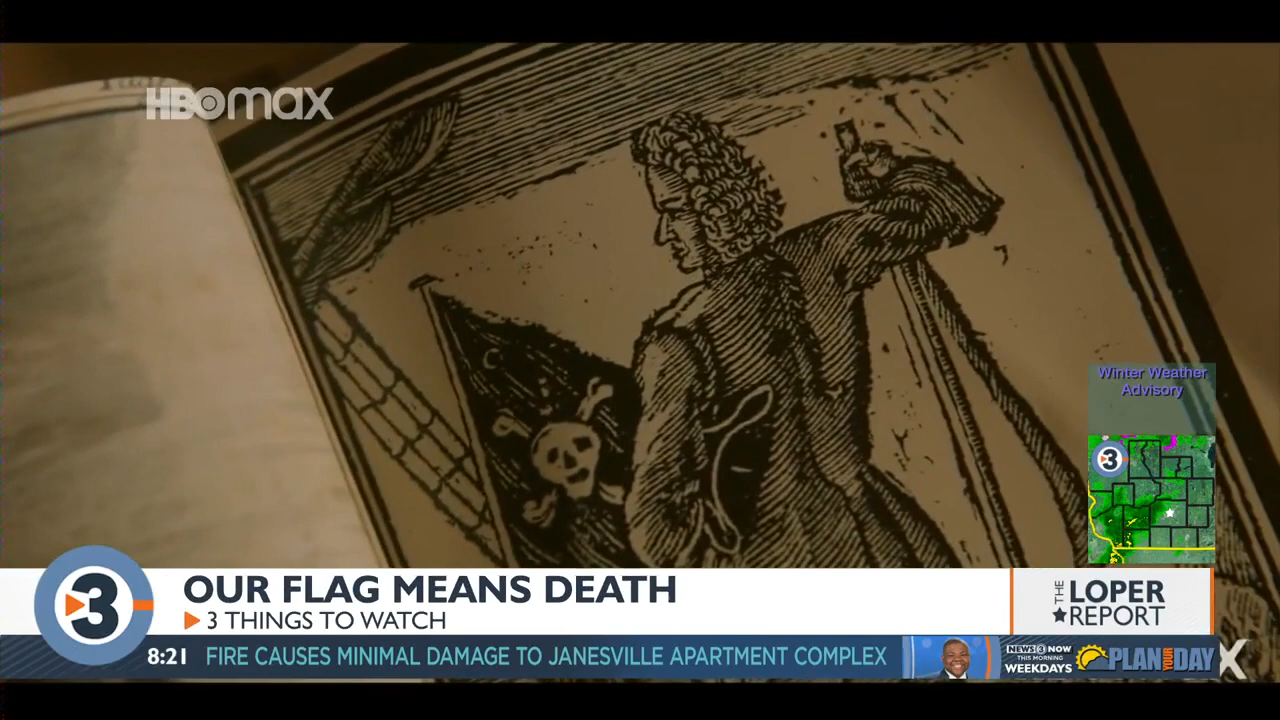 HBOMAX
Winter Weather
Advisory
3
3
OUR FLAG MEANS DEATH
3 THINGS TO WATCH
THE
LOPER
REPORT
8:21
FIRE CAUSES MINIMAL DAMAGE TO JANESVILLE APARTMENT COMPLEX
NEWS 3 NOW
THIS MORNING
WEEKDAYS
PLAN YOUR DAY
X